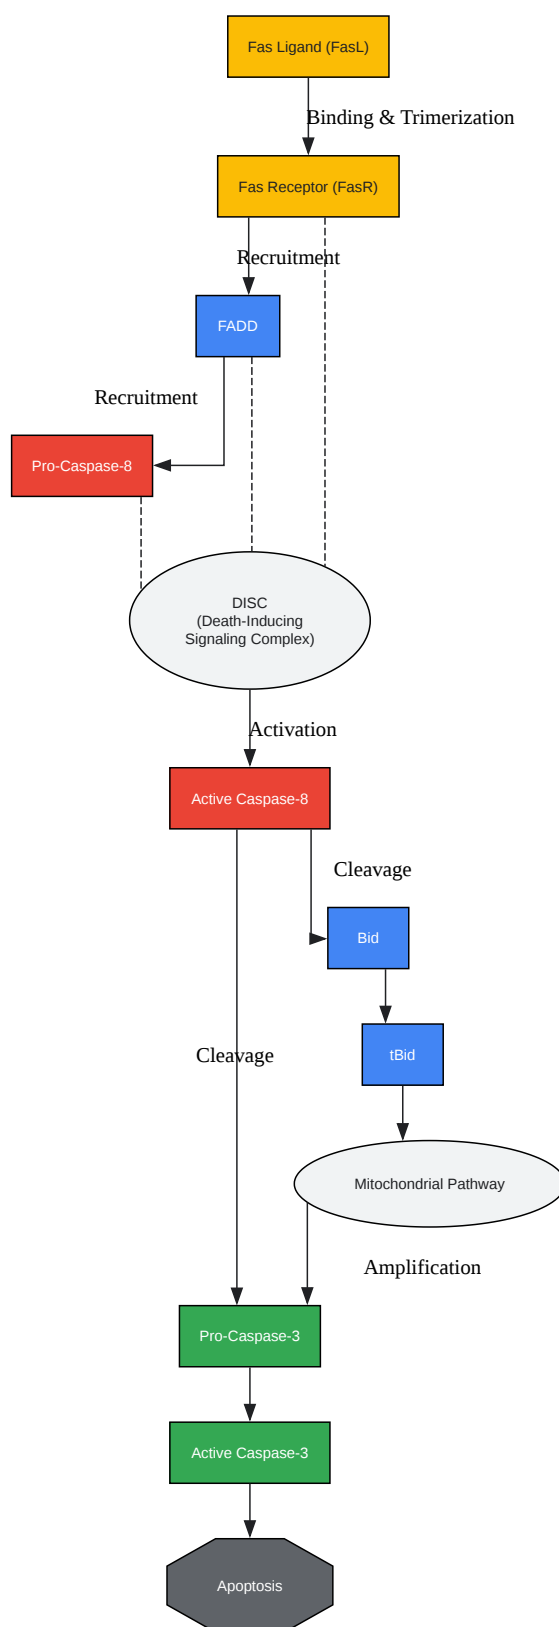 Fas Ligand (FasL)
Binding & Trimerization
Fas Receptor (FasR)
Recruitment
FADD
Recruitment
Pro-Caspase-8
DISC
(Death-Inducing
Signaling Complex)
Activation
Active Caspase-8
Cleavage
Bid
tBid
Cleavage
Mitochondrial Pathway
Amplification
Pro-Caspase-3
Active Caspase-3
Apoptosis